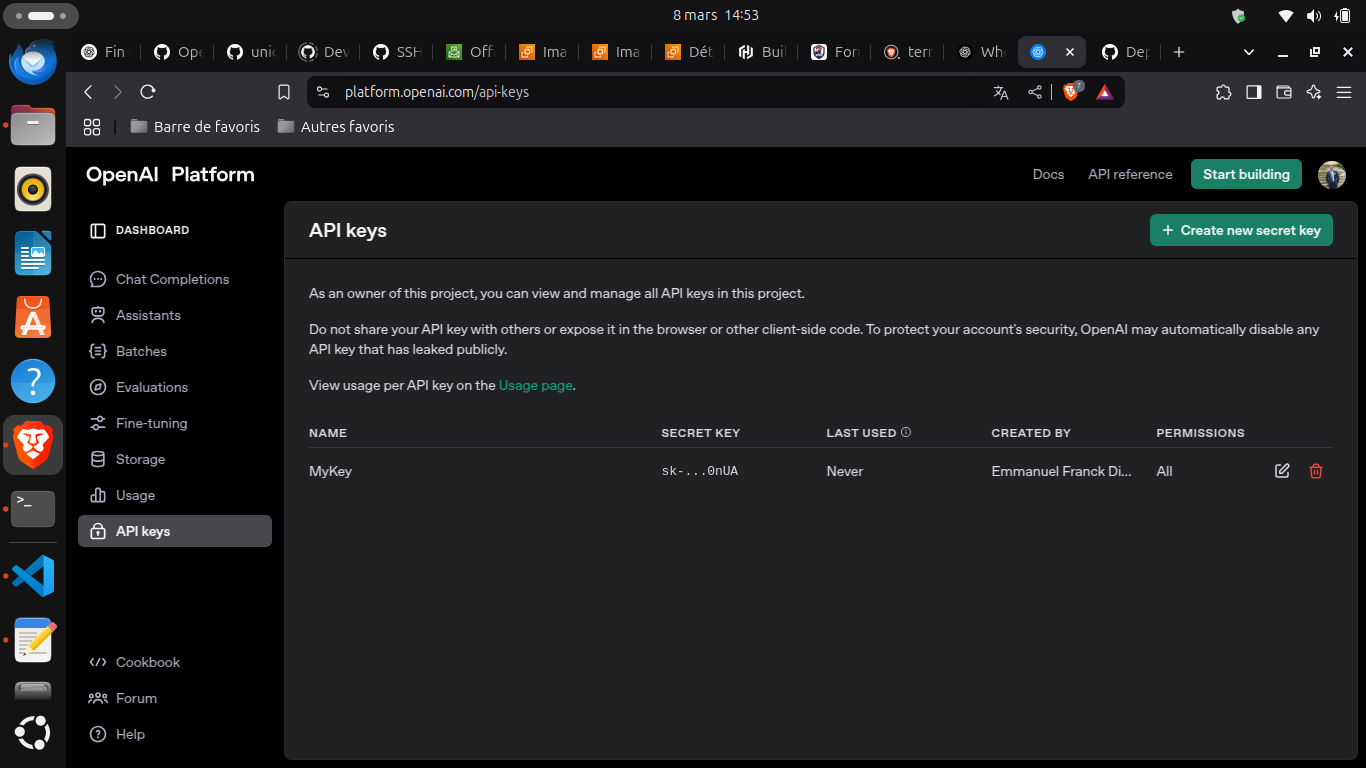 8 mars 14:53
Fin
Ope
unic
Dev
SSH
Off
Ima
Ima
Dét
Buil
For
terr
Whe
Dep
platform.openai.com/api-keys
7
Barre de favoris
Autres favoris
OpenAI Platform
Docs
API reference
Start building
DASHBOARD
Chat Completions
Assistants
Batches
Evaluations
Fine-tuning
Storage
Usage
API keys
Cookbook
Forum
Help
API keys
+ Create new secret key
As an owner of this project, you can view and manage all API keys in this project.
Do not share your API key with others or expose it in the browser or other client-side code. To protect your account's security, OpenAI may automatically disable any
API key that has leaked publicly.
View usage per API key on the Usage page.
NAME SECRET KEY LAST USED CREATED BY PERMISSIONS
MyKey sk-...0nUA Never Emmanuel Franck Di... All